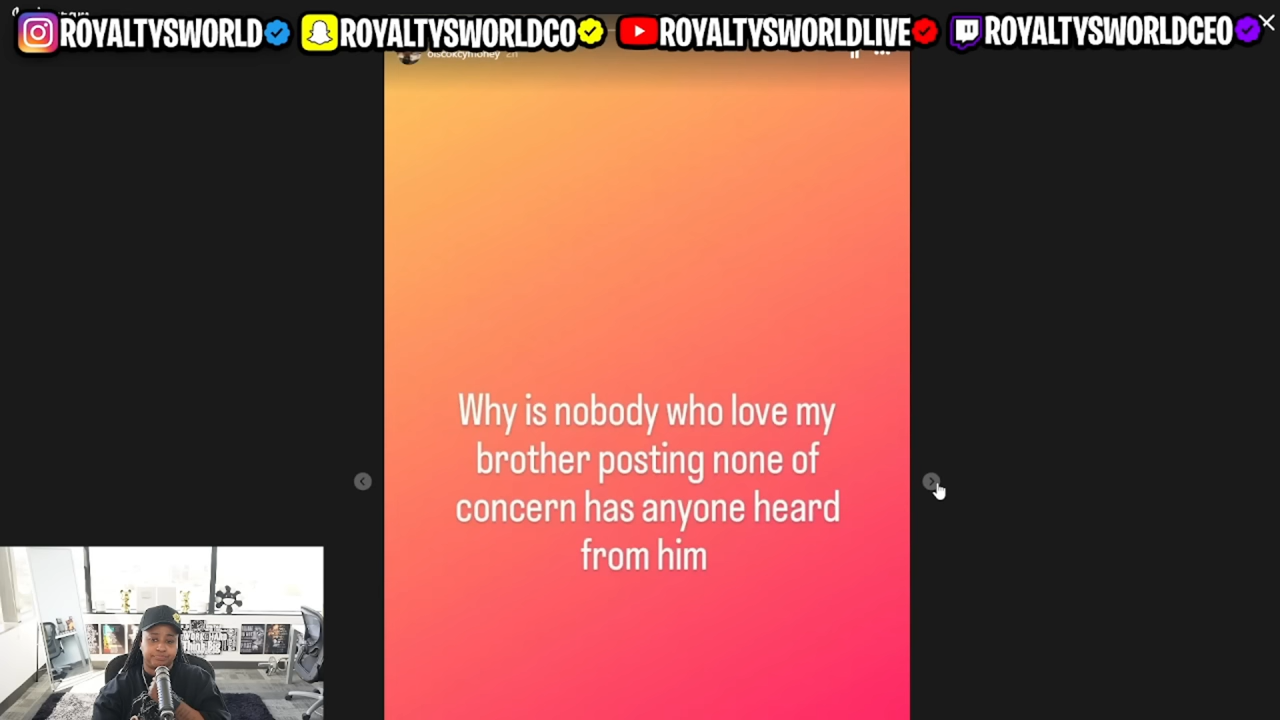 ROYALTYSWORLD ROYALTYSWORLDCO ROYALTYSWORLDLIVE ROYALTYSWORLDCEO
2h
Why is nobody who love my
brother posting none of
concern has anyone heard
from him